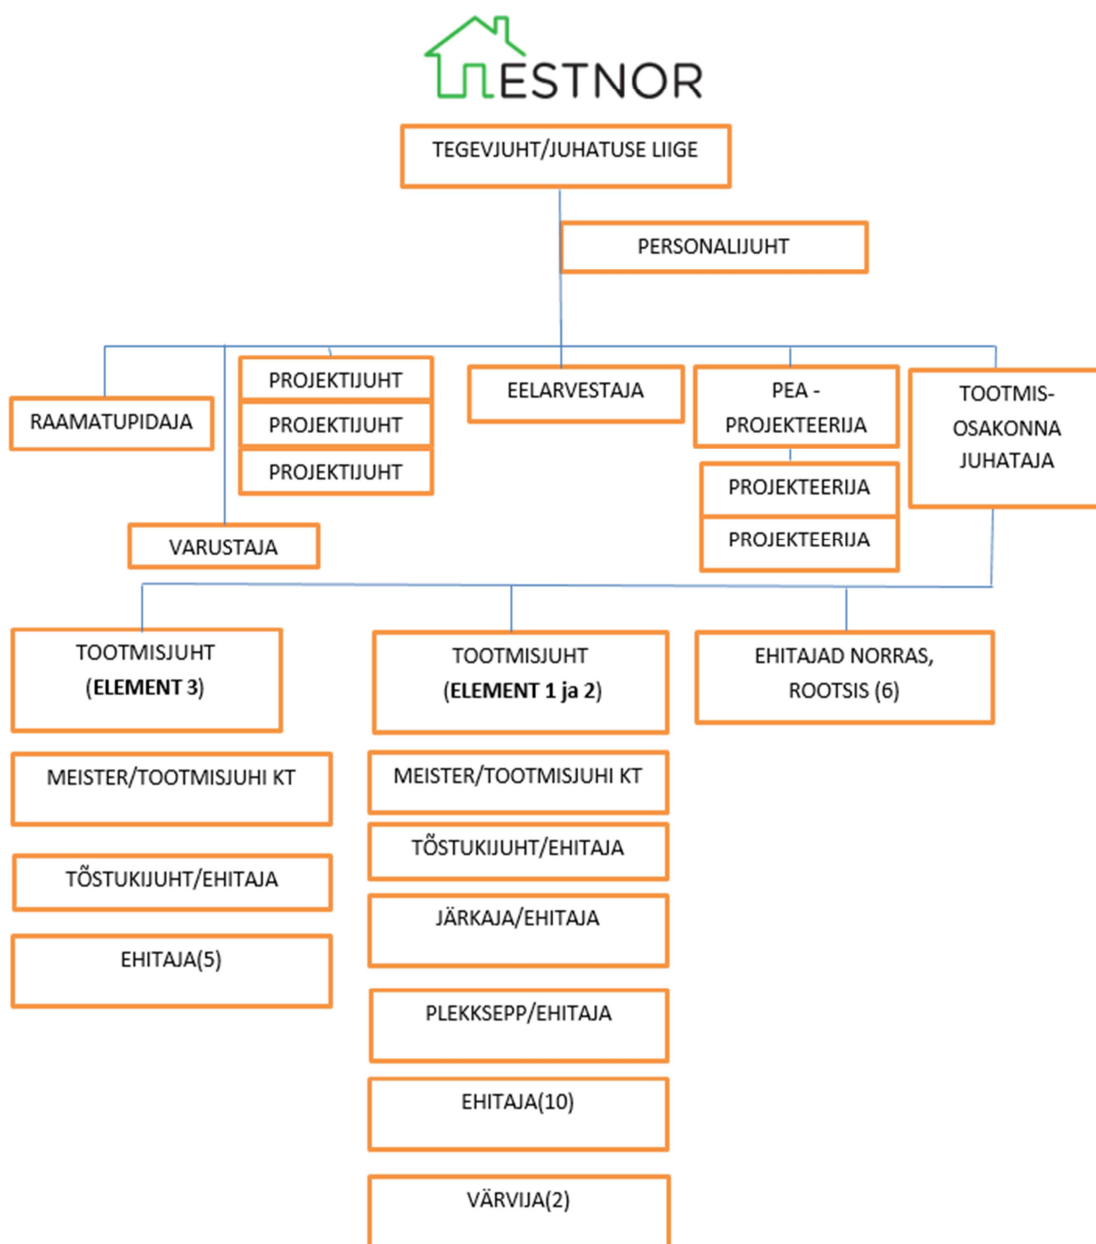 ESTNOR
TEGEVJUHT/JUHATUSE LIIGE
PERSONALIJUHT
RAAMATUPIDAJA
VARUSTAJA
PROJEKTIJUHT
PROJEKTIJUHT
PROJEKTIJUHT
EELARVESTAJA
PEA -
PROJEKTEERIJA
PROJEKTEERIJA
PROJEKTEERIJA
TOOTMIS-
OSAKONNA
JUHATAJA
TOOTMISJUHT
(ELEMENT 3)
MEISTER/TOOTMISJUHI KT
TÕSTUKIJUHT/EHITAJA
EHITAJA(5)
TOOTMISJUHT
(ELEMENT 1 ja 2)
MEISTER/TOOTMISJUHI KT
TÕSTUKIJUHT/EHITAJA
JÄRKAJA/EHITAJA
PLEKKSEPP/EHITAJA
EHITAJA(10)
VÄRVIJA(2)
EHITAJAD NORRAS,
ROOTSIS (6)